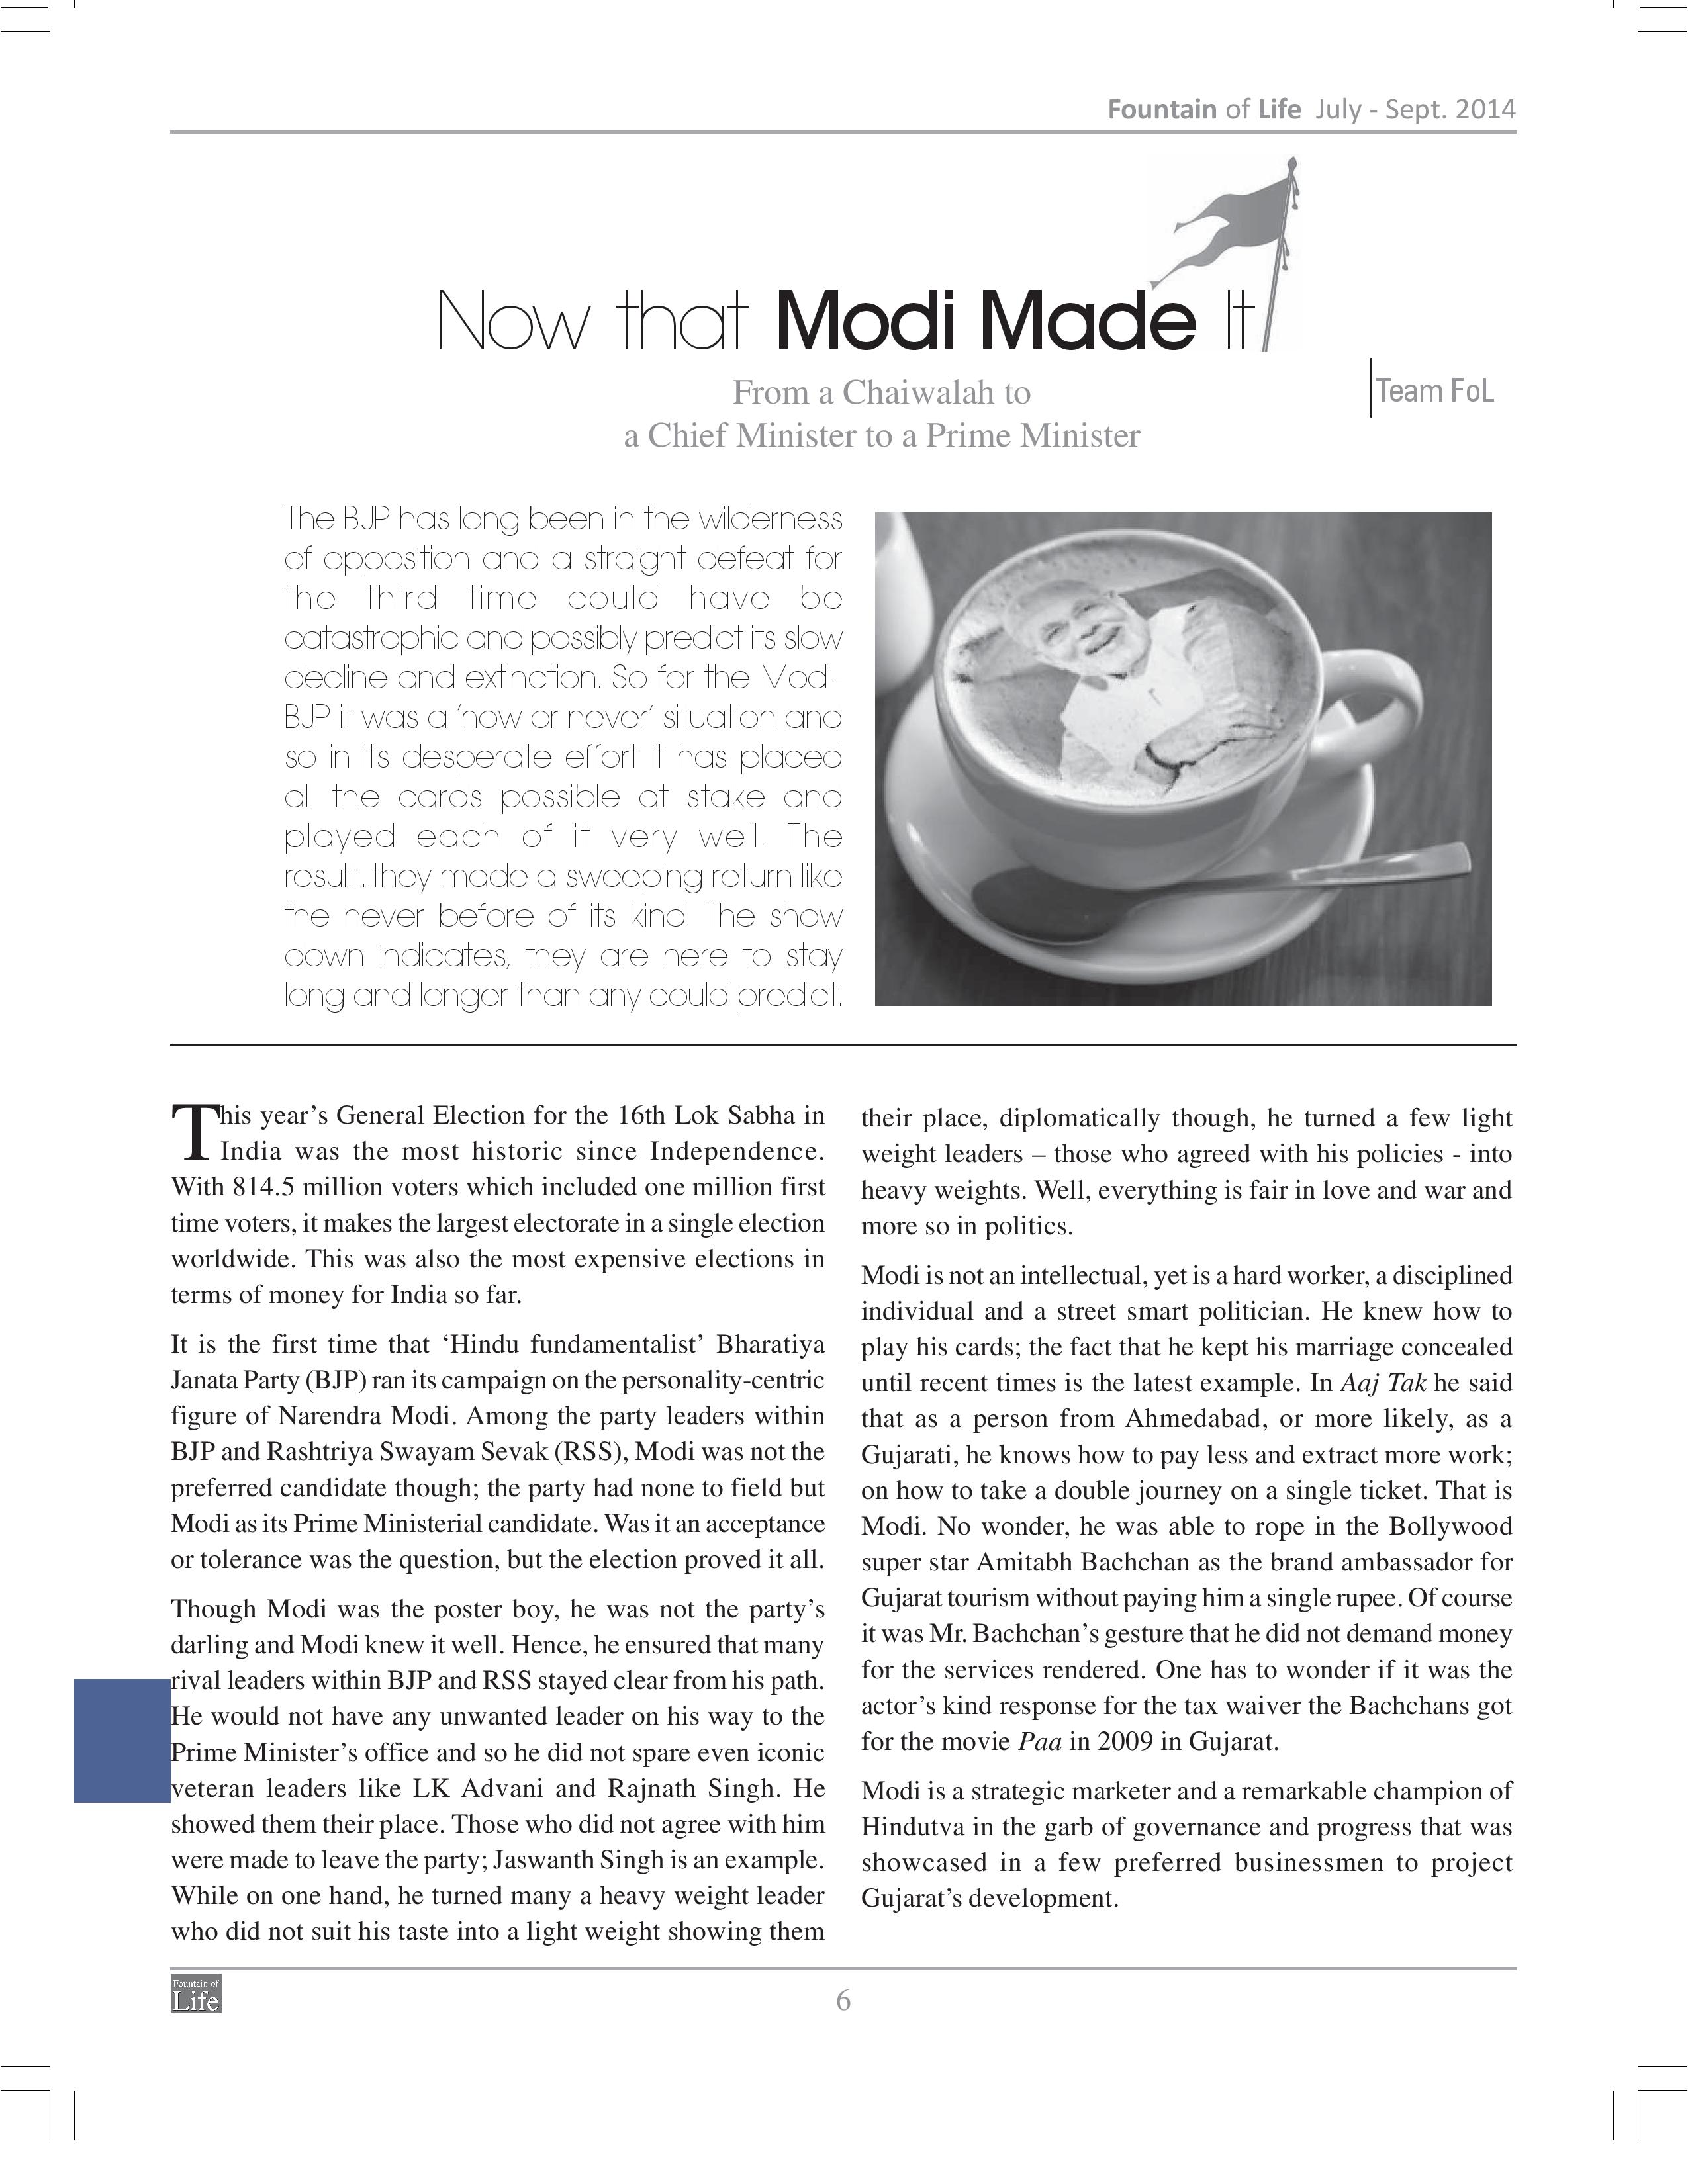 Fountain of Life July - Sept. 2014
Now that Modi Made It
From a Chaiwalah to
a Chief Minister to a Prime Minister
Team FoL
The BJP has long been in the wilderness
of opposition and a straight defeat for
the third time could have be
catastrophic and possibly predict its slow
decline and extinction. So for the Modi-
BJP it was a 'now or never' situation and
so in its desperate effort it has placed
all the cards possible at stake and
played each of it very well. The
result...they made a sweeping return like
the never before of its kind. The show
down indicates, they are here to stay
long and longer than any could predict.
This year’s General Election for the 16th Lok Sabha in
India was the most historic since Independence.
With 814.5 million voters which included one million first
time voters, it makes the largest electorate in a single election
worldwide. This was also the most expensive elections in
terms of money for India so far.
It is the first time that ‘Hindu fundamentalist’ Bharatiya
Janata Party (BJP) ran its campaign on the personality-centric
figure of Narendra Modi. Among the party leaders within
BJP and Rashtriya Swayam Sevak (RSS), Modi was not the
preferred candidate though; the party had none to field but
Modi as its Prime Ministerial candidate. Was it an acceptance
or tolerance was the question, but the election proved it all.
Though Modi was the poster boy, he was not the party’s
darling and Modi knew it well. Hence, he ensured that many
rival leaders within BJP and RSS stayed clear from his path.
He would not have any unwanted leader on his way to the
Prime Minister’s office and so he did not spare even iconic
veteran leaders like LK Advani and Rajnath Singh. He
showed them their place. Those who did not agree with him
were made to leave the party; Jaswanth Singh is an example.
While on one hand, he turned many a heavy weight leader
who did not suit his taste into a light weight showing them
their place, diplomatically though, he turned a few light
weight leaders – those who agreed with his policies - into
heavy weights. Well, everything is fair in love and war and
more so in politics.
Modi is not an intellectual, yet is a hard worker, a disciplined
individual and a street smart politician. He knew how to
play his cards; the fact that he kept his marriage concealed
until recent times is the latest example. In Aaj Tak he said
that as a person from Ahmedabad, or more likely, as a
Gujarati, he knows how to pay less and extract more work;
on how to take a double journey on a single ticket. That is
Modi. No wonder, he was able to rope in the Bollywood
super star Amitabh Bachchan as the brand ambassador for
Gujarat tourism without paying him a single rupee. Of course
it was Mr. Bachchan’s gesture that he did not demand money
for the services rendered. One has to wonder if it was the
actor’s kind response for the tax waiver the Bachchans got
for the movie Paa in 2009 in Gujarat.
Modi is a strategic marketer and a remarkable champion of
Hindutva in the garb of governance and progress that was
showcased in a few preferred businessmen to project
Gujarat’s development.
Fountain of
Life
6